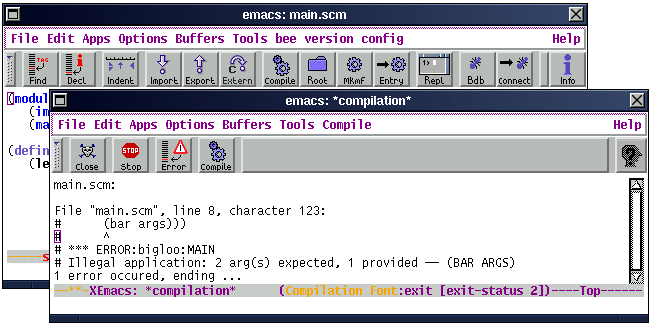 emacs: main.scm
File Edit Apps Options Buffers Tools bee version config Help
Find Decl Indent Import Export Extern Compile Root MKmf Entry Repl Bdb Connect Info
(modul
(im
(ma
(defin
(le
emacs: *compilation*
File Edit Apps Options Buffers Tools Compile Help
Close Stop Error Compile
main.scm:
File "main.scm", line 8, character 123:
#      (bar args)))
#      ^
# *** ERROR:bigloo:MAIN
# Illegal application: 2 arg(s) expected, 1 provided -- (BAR ARGS)
1 error occured, ending ...
--**-XEmacs: *compilation*     (Compilation Font:exit [exit-status 2])----Top------